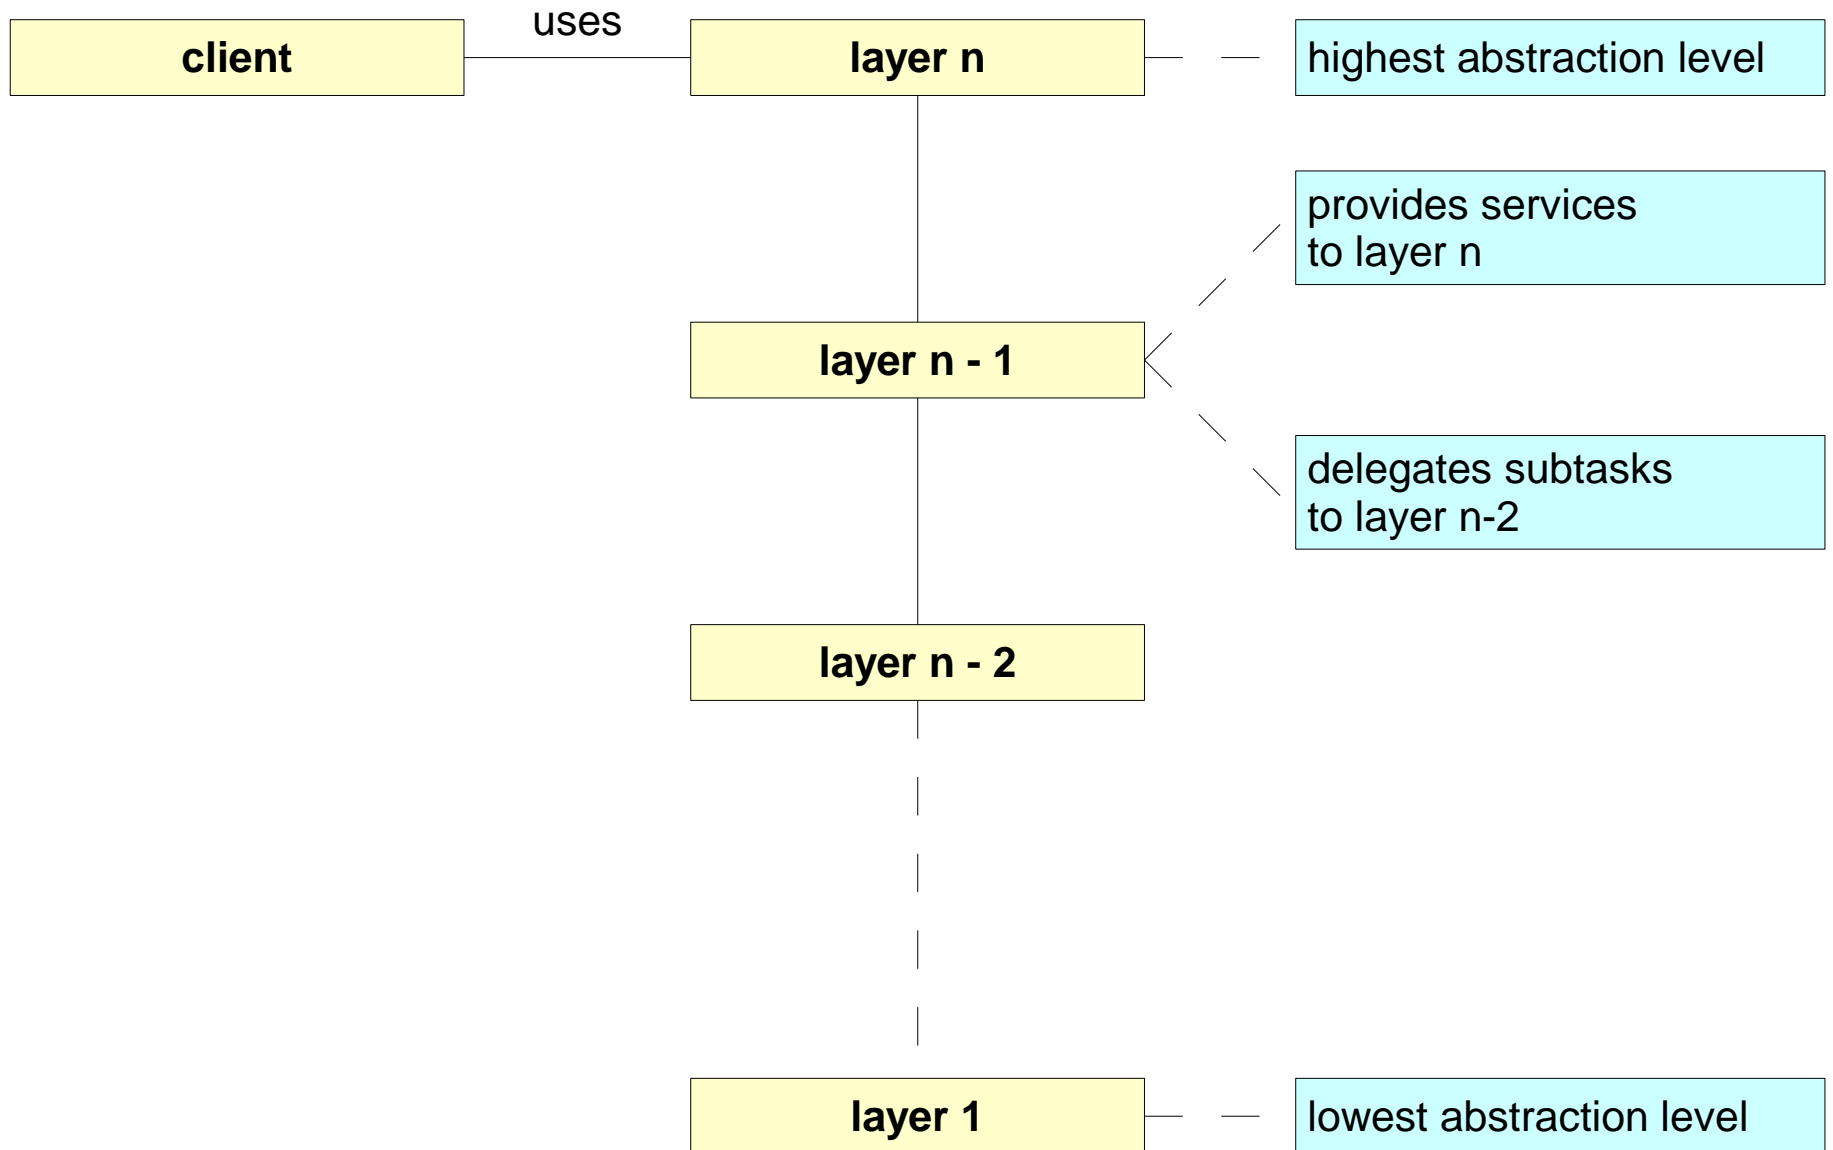 uses
client
layer n
highest abstraction level
provides services
to layer n
layer n - 1
delegates subtasks
to layer n-2
layer n - 2
layer 1
lowest abstraction level